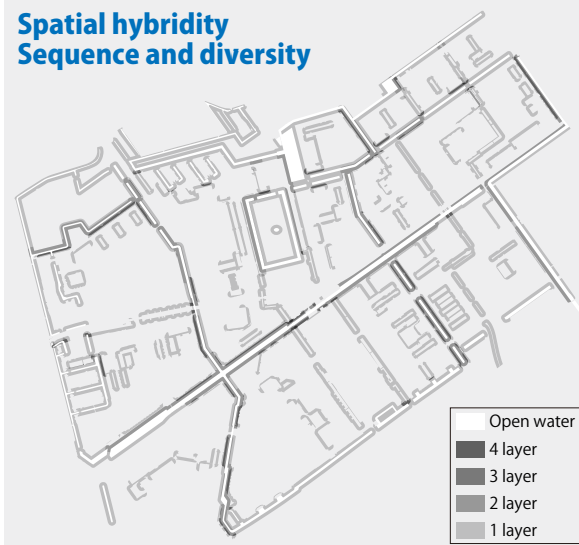 Spatial hybridity
Sequence and diversity
Open water
4 layer
3 layer
2 layer
1 layer